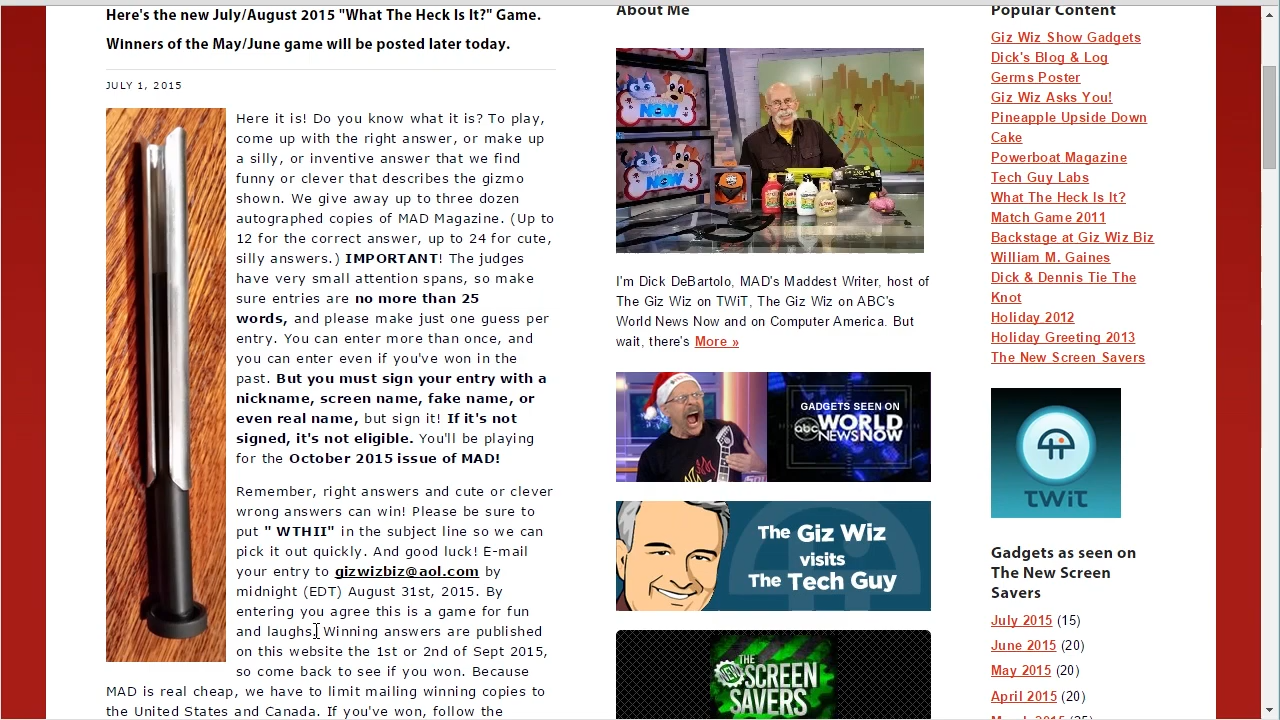 Here's the new July/August 2015 "What The Heck Is It?" Game.
Winners of the May/June game will be posted later today.
JULY 1, 2015
Here it is! Do you know what it is? To play,
come up with the right answer, or make up
a silly, or inventive answer that we find
funny or clever that describes the gizmo
shown. We give away up to three dozen
autographed copies of MAD Magazine. (Up to
12 for the correct answer, up to 24 for cute,
silly answers.) IMPORTANT! The judges
have very small attention spans, so make
sure entries are no more than 25
words, and please make just one guess per
entry. You can enter more than once, and
you can enter even if you've won in the
past. But you must sign your entry with a
nickname, screen name, fake name, or
even real name, but sign it! If it's not
signed, it's not eligible. You'll be playing
for the October 2015 issue of MAD!
Remember, right answers and cute or clever
wrong answers can win! Please be sure to
put " WTHII" in the subject line so we can
pick it out quickly. And good luck! E-mail
your entry to gizwizbiz@aol.com by
midnight (EDT) August 31st, 2015. By
entering you agree this is a game for fun
and laughs. Winning answers are published
on this website the 1st or 2nd of Sept 2015,
so come back to see if you won. Because
MAD is real cheap, we have to limit mailing winning copies to
the United States and Canada. If you've won, follow the
About Me
NOW
NOW
I'm Dick DeBartolo, MAD's Maddest Writer, host of
The Giz Wiz on TWiT, The Giz Wiz on ABC's
World News Now and on Computer America. But
wait, there's More »
GADGETS SEEN ON
abc WORLD
NEWS NOW
The Giz Wiz
visits
The Tech Guy
THE
NEW
SCREEN
SAVERS
Popular Content
Giz Wiz Show Gadgets
Dick's Blog & Log
Germs Poster
Giz Wiz Asks You!
Pineapple Upside Down
Cake
Powerboat Magazine
Tech Guy Labs
What The Heck Is It?
Match Game 2011
Backstage at Giz Wiz Biz
William M. Gaines
Dick & Dennis Tie The
Knot
Holiday 2012
Holiday Greeting 2013
The New Screen Savers
TWiT
Gadgets as seen on
The New Screen
Savers
July 2015 (15)
June 2015 (20)
May 2015 (20)
April 2015 (20)
March 2015 (25)